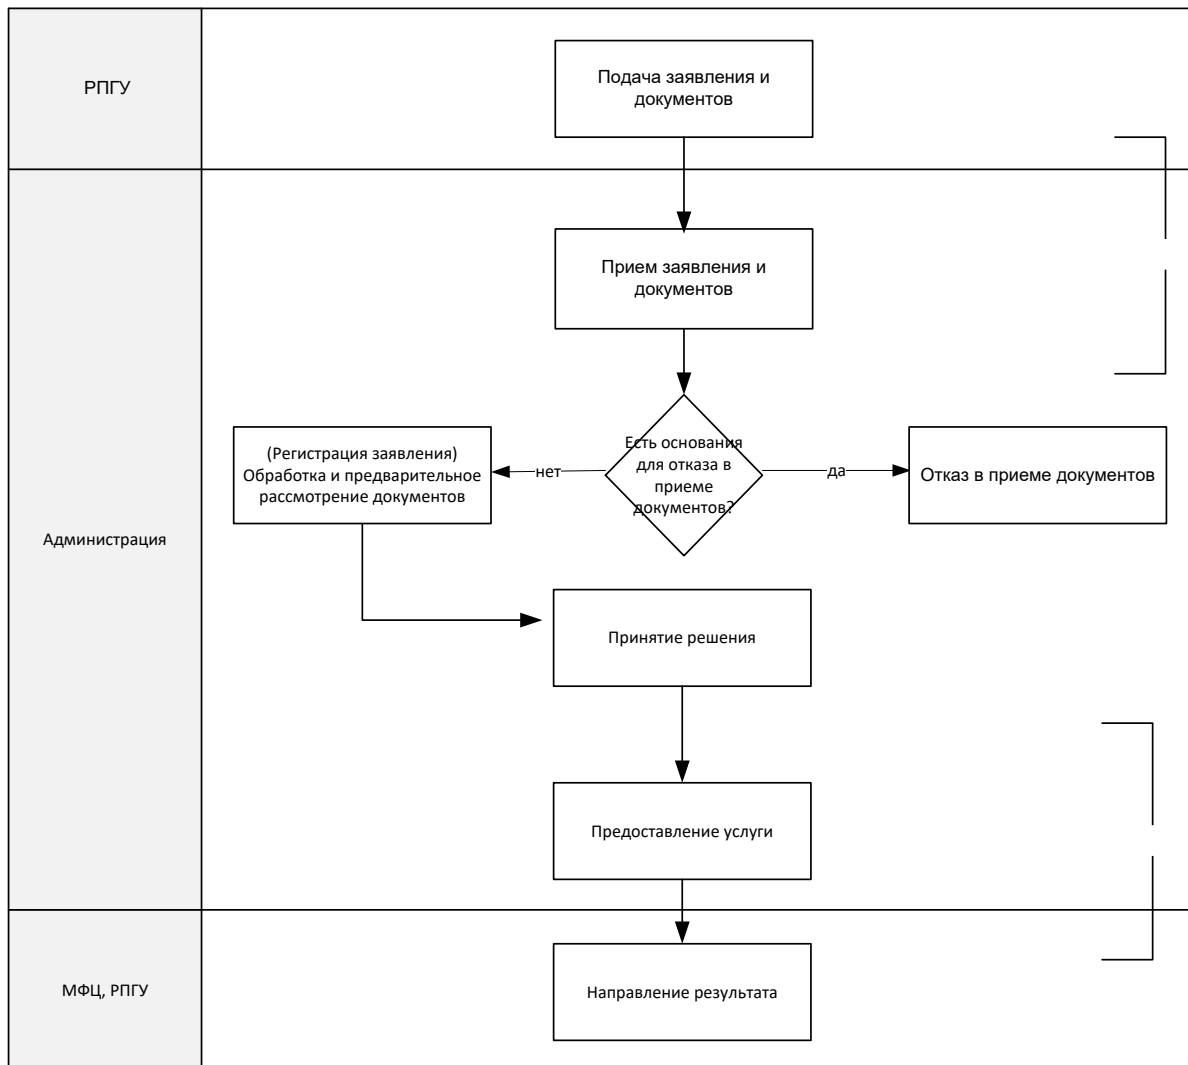 РПГУ
Подача заявления и
документов
Прием заявления и
документов
Администрация
(Регистрация заявления)
Обработка и предварительное
рассмотрение документов
нет
Есть основания
для отказа в
приеме
документов?
да
Отказ в приеме документов
Принятие решения
Предоставление услуги
МФЦ, РПГУ
Направление результата